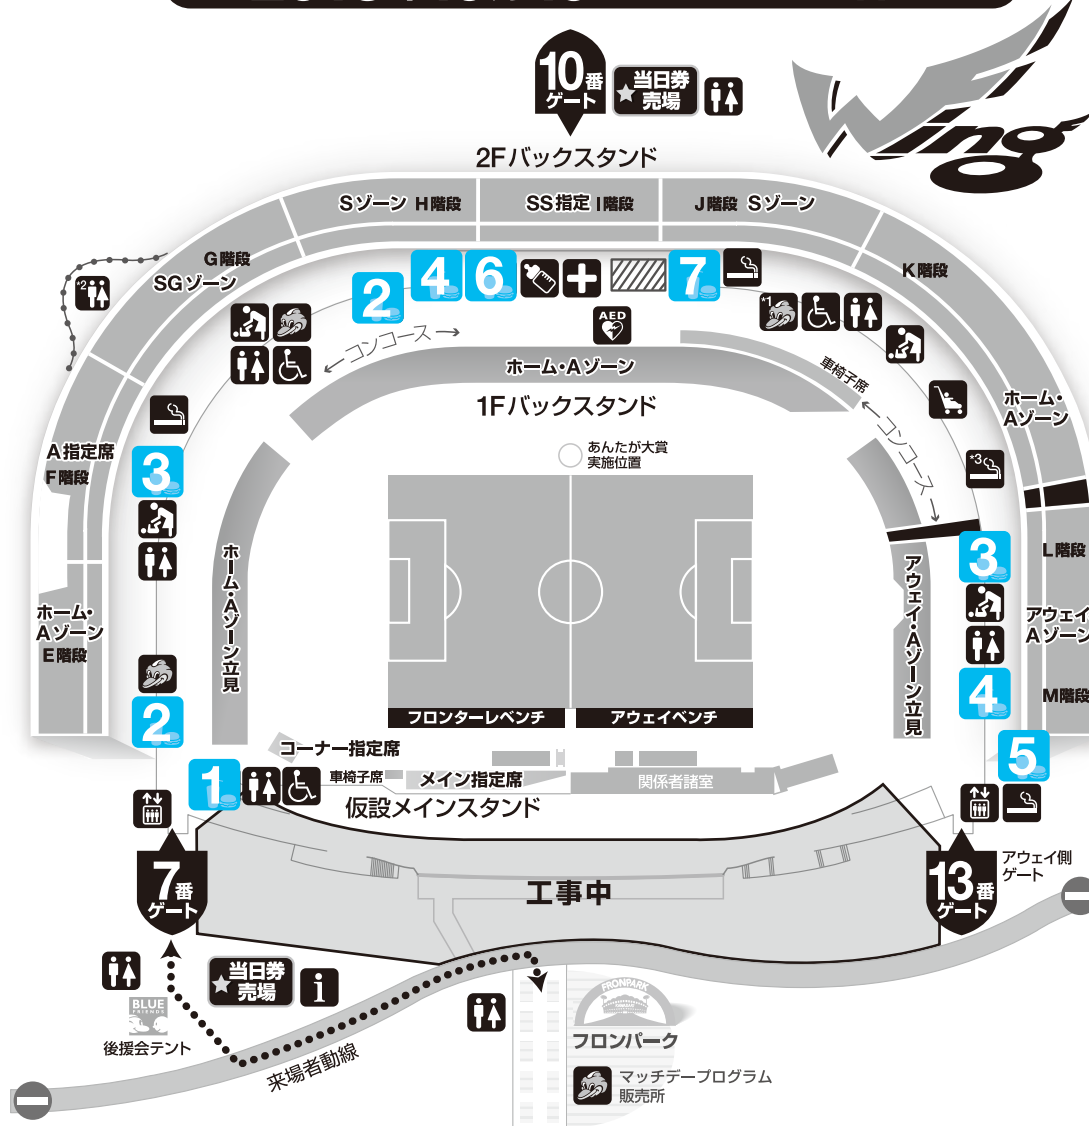 10番
ゲート
★当日券
売場
Wing
2Fバックスタンド
Sゾーン H階段
SS指定 I階段
J階段 Sゾーン
G階段
SGゾーン
K階段
*2
2
4
6
7
*1
AED
←コンコース→
ホーム・Aゾーン
1Fバックスタンド
車椅子席
←コンコース→
ホーム・
Aゾーン
A指定席
F階段
3
*3
あんたが大賞
実施位置
ホーム・Aゾーン立見
アウェイ・Aゾーン立見
3
L階段
ホーム・
Aゾーン
E階段
アウェイ
Aゾーン
4
M階段
2
フロンターレベンチ
アウェイベンチ
コーナー指定席
5
1
車椅子席
メイン指定席
関係者諸室
仮設メインスタンド
7番
ゲート
工事中
13番
ゲート
アウェイ側
ゲート
★当日券
売場
i
BLUE
FRIENDS
後援会テント
来場者動線
FRONPARK
フロンパーク
マッチデープログラム
販売所